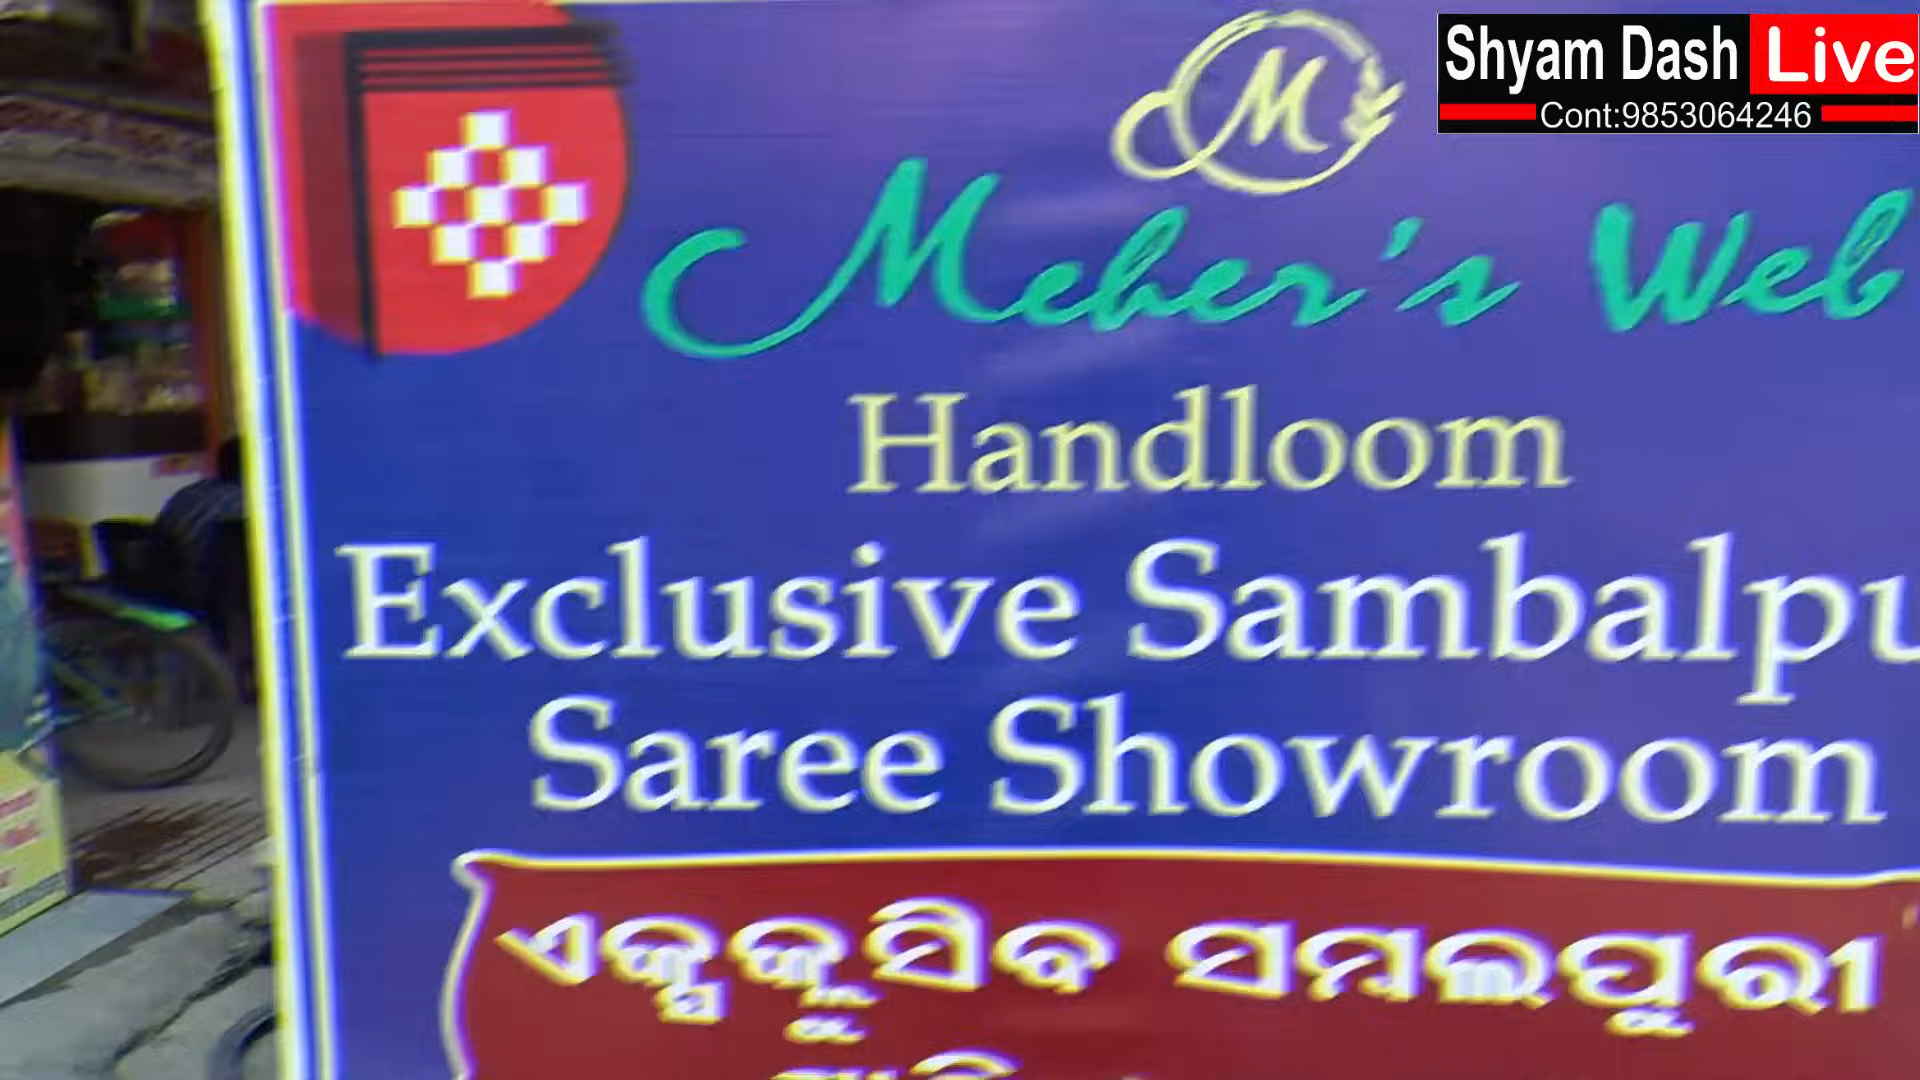 Shyam Dash Live
Cont:9853064246
M
Meher's Web
Handloom
Exclusive Sambalpu
Saree Showroom
ଏକ୍ସକ୍ଲୁସିବ ସମ୍ବଲପୁରୀ